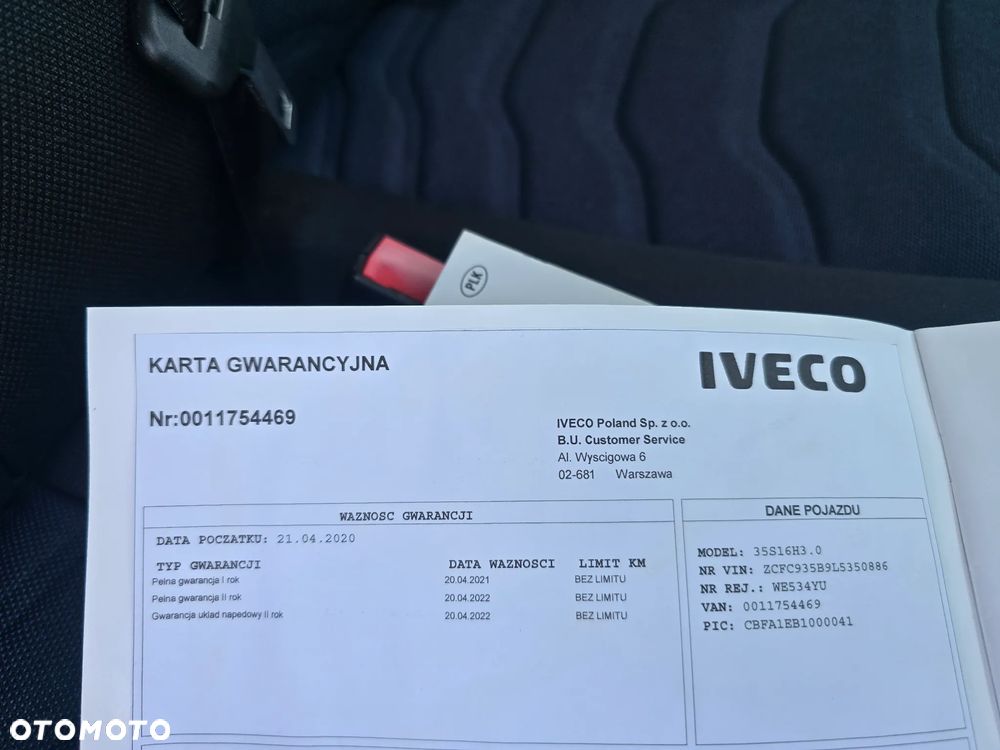 PLK
KARTA GWARANCYJNA
IVECO
Nr:0011754469
IVECO Poland Sp. z o.o.
B.U. Customer Service
Al. Wyscigowa 6
02-681 Warszawa
WAZNOSC GWARANCJI
DATA POCZATKU: 21.04.2020
TYP GWARANCJI DATA WAZNOSCI LIMIT KM
Pelna gwarancja I rok 20.04.2021 BEZ LIMITU
Pelna gwarancja II rok 20.04.2022 BEZ LIMITU
Gwarancja uklad napedowy II rok 20.04.2022 BEZ LIMITU
DANE POJAZDU
MODEL: 35S16H3.0
NR VIN: ZCFC935B9L5350886
NR REJ.: WE534YU
VAN: 0011754469
PIC: CBFA1EB1000041
OTOMOTO